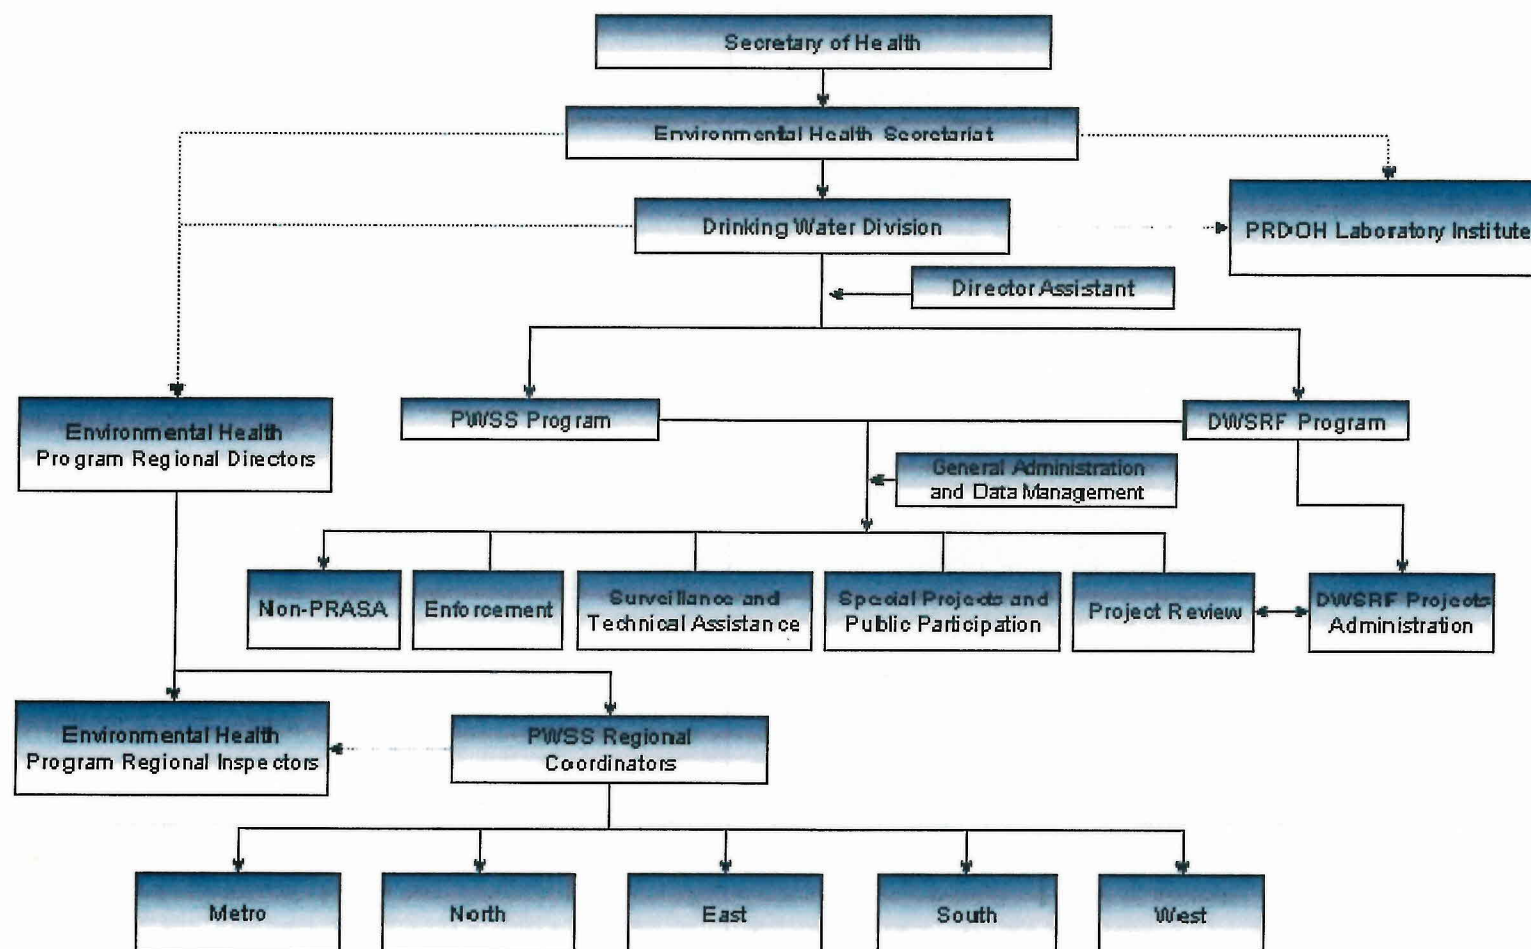 Secretary of Health
Environmental Health Secretariat
Drinking Water Division
PRDOH Laboratory Institute
Director Assistant
Environmental Health
Program Regional Directors
PWSS Program
DWSRF Program
General Administration
and Data Management
Non-PRASA
Enforcement
Surveillance and
Technical Assistance
Special Projects and
Public Participation
Project Review
DWSRF Projects
Administration
Environmental Health
Program Regional Inspectors
PWSS Regional
Coordinators
Metro
North
East
South
West